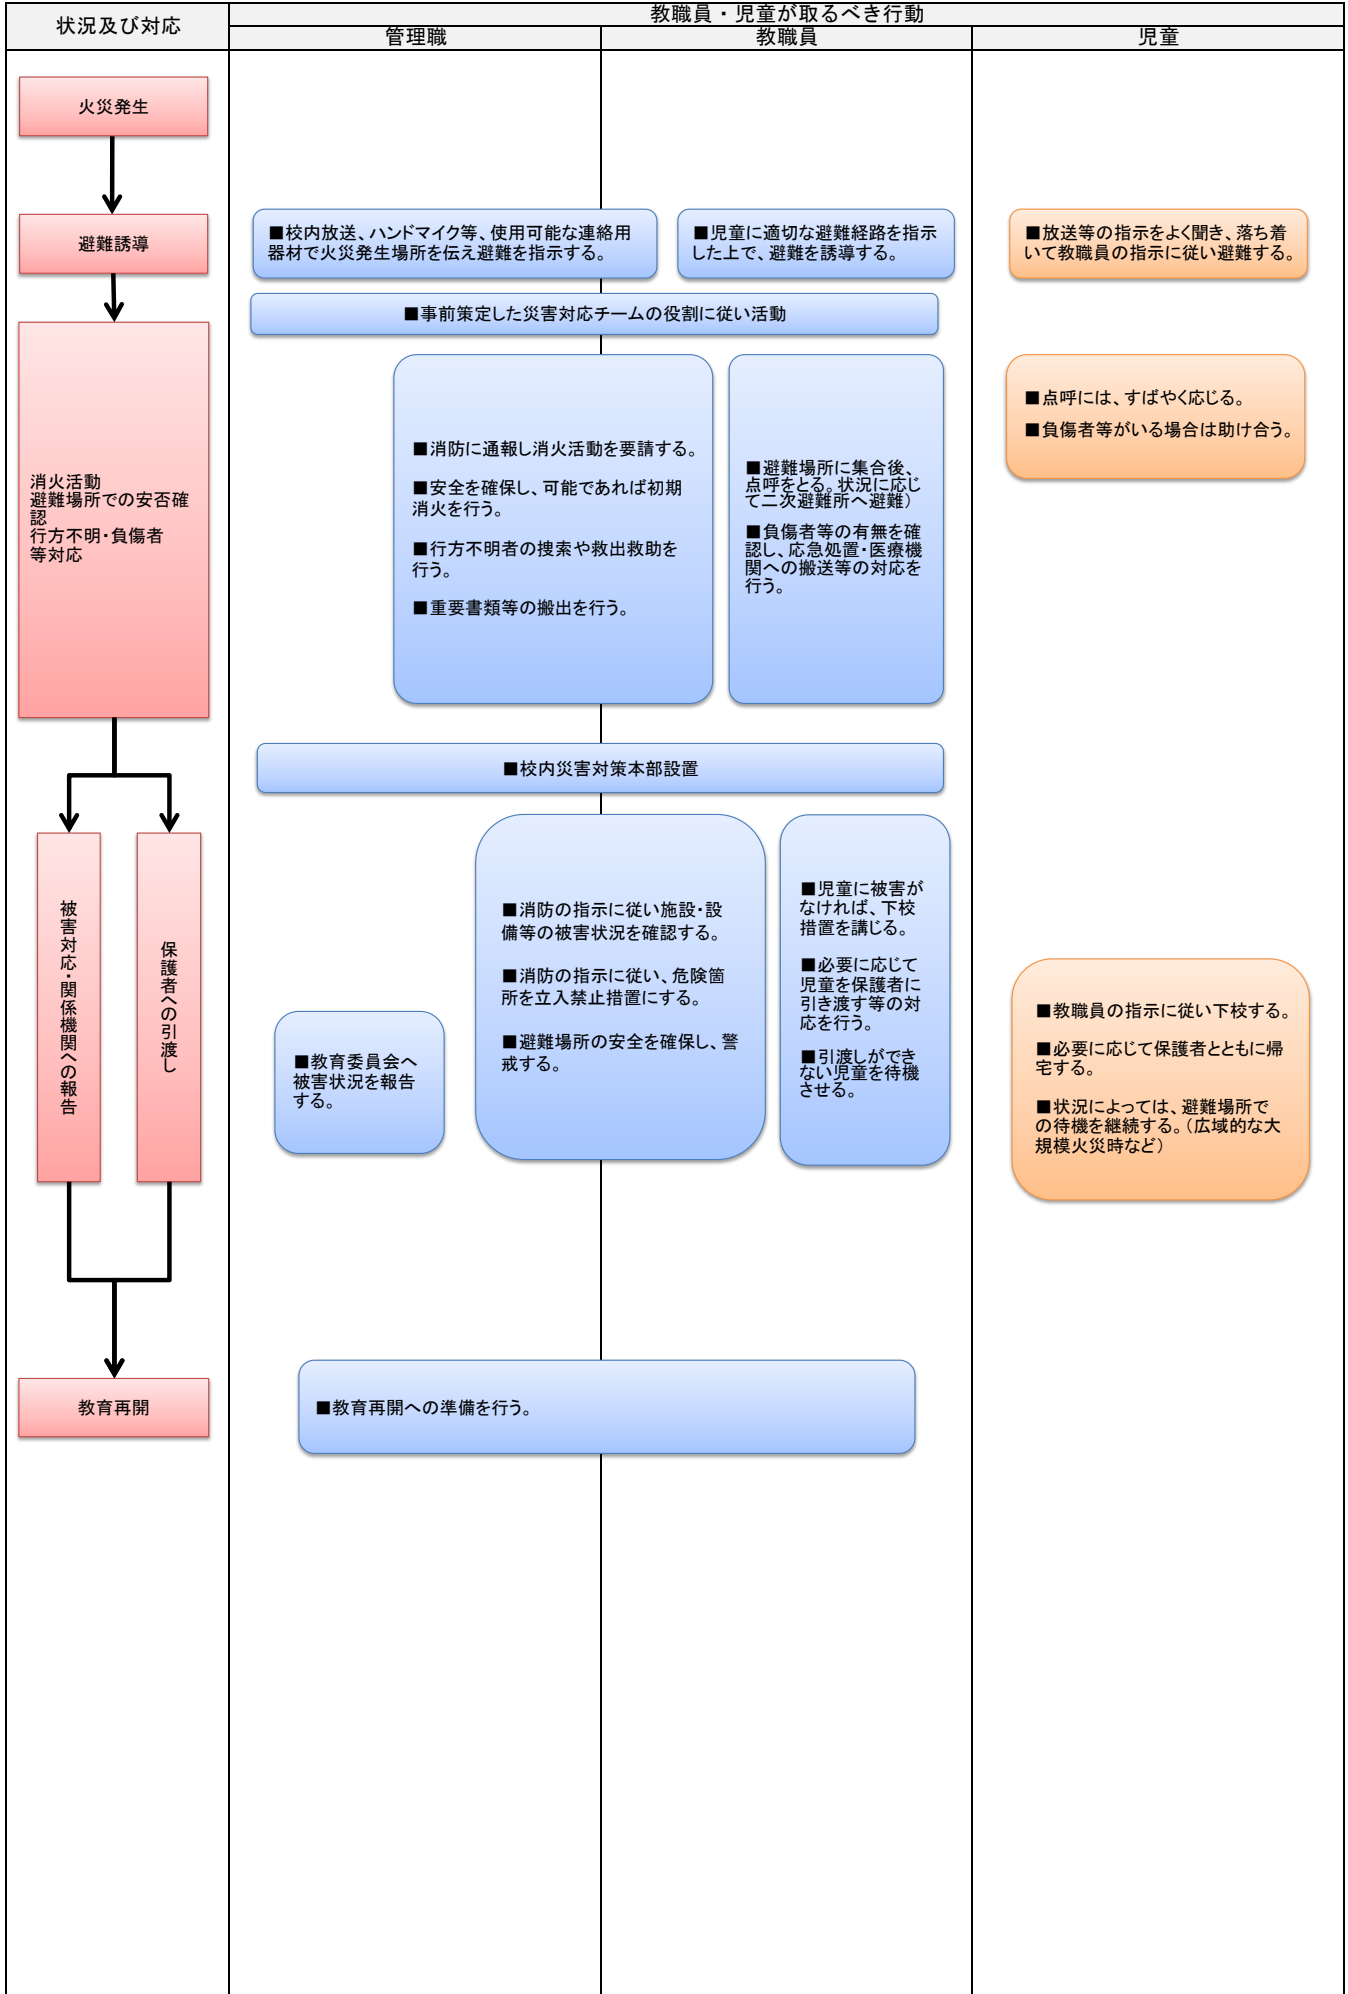 状況及び対応
教職員・児童が取るべき行動
管理職
教職員
児童
火災発生
避難誘導
■校内放送、ハンドマイク等、使用可能な連絡用
器材で火災発生場所を伝え避難を指示する。
■児童に適切な避難経路を指示
した上で、避難を誘導する。
■放送等の指示をよく聞き、落ち着
いて教職員の指示に従い避難する。
■事前策定した災害対応チームの役割に従い活動
消火活動
避難場所での安否確
認
行方不明・負傷者
等対応
■消防に通報し消火活動を要請する。
■安全を確保し、可能であれば初期
消火を行う。
■行方不明者の捜索や救出救助を
行う。
■重要書類等の搬出を行う。
■避難場所に集合後、
点呼をとる。状況に応じ
て二次避難所へ避難）
■負傷者等の有無を確
認し、応急処置・医療機
関への搬送等の対応を
行う。
■点呼には、すばやく応じる。
■負傷者等がいる場合は助け合う。
■校内災害対策本部設置
被害対応・関係機関への報告
保護者への引渡し
■教育委員会へ
被害状況を報告
する。
■消防の指示に従い施設・設
備等の被害状況を確認する。
■消防の指示に従い、危険箇
所を立入禁止措置にする。
■避難場所の安全を確保し、警
戒する。
■児童に被害が
なければ、下校
措置を講じる。
■必要に応じて
児童を保護者に
引き渡す等の対
応を行う。
■引渡しができ
ない児童を待機
させる。
■教職員の指示に従い下校する。
■必要に応じて保護者とともに帰
宅する。
■状況によっては、避難場所で
の待機を継続する。（広域的な大
規模火災時など）
教育再開
■教育再開への準備を行う。